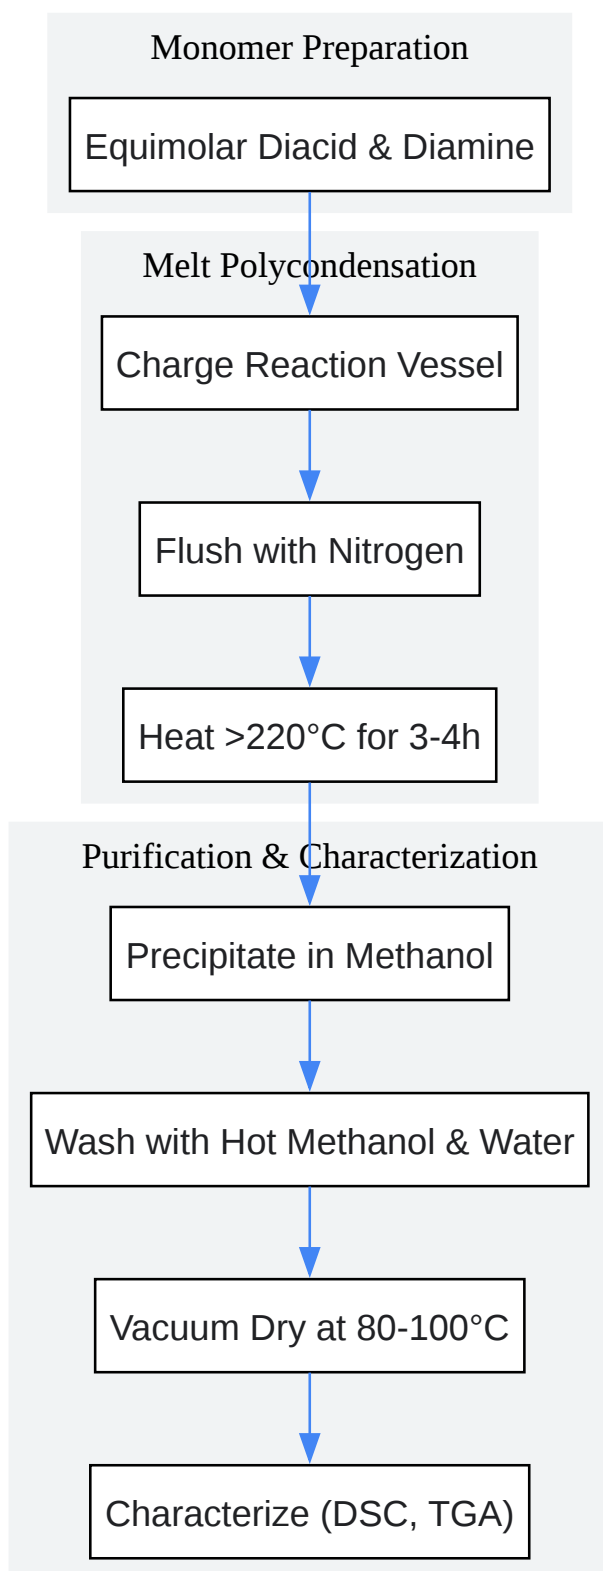 Monomer Preparation
Equimolar Diacid & Diamine
Melt Polycondensation
Charge Reaction Vessel
Flush with Nitrogen
Heat >220°C for 3-4h
Purification & Characterization
Precipitate in Methanol
Wash with Hot Methanol & Water
Vacuum Dry at 80-100°C
Characterize (DSC, TGA)